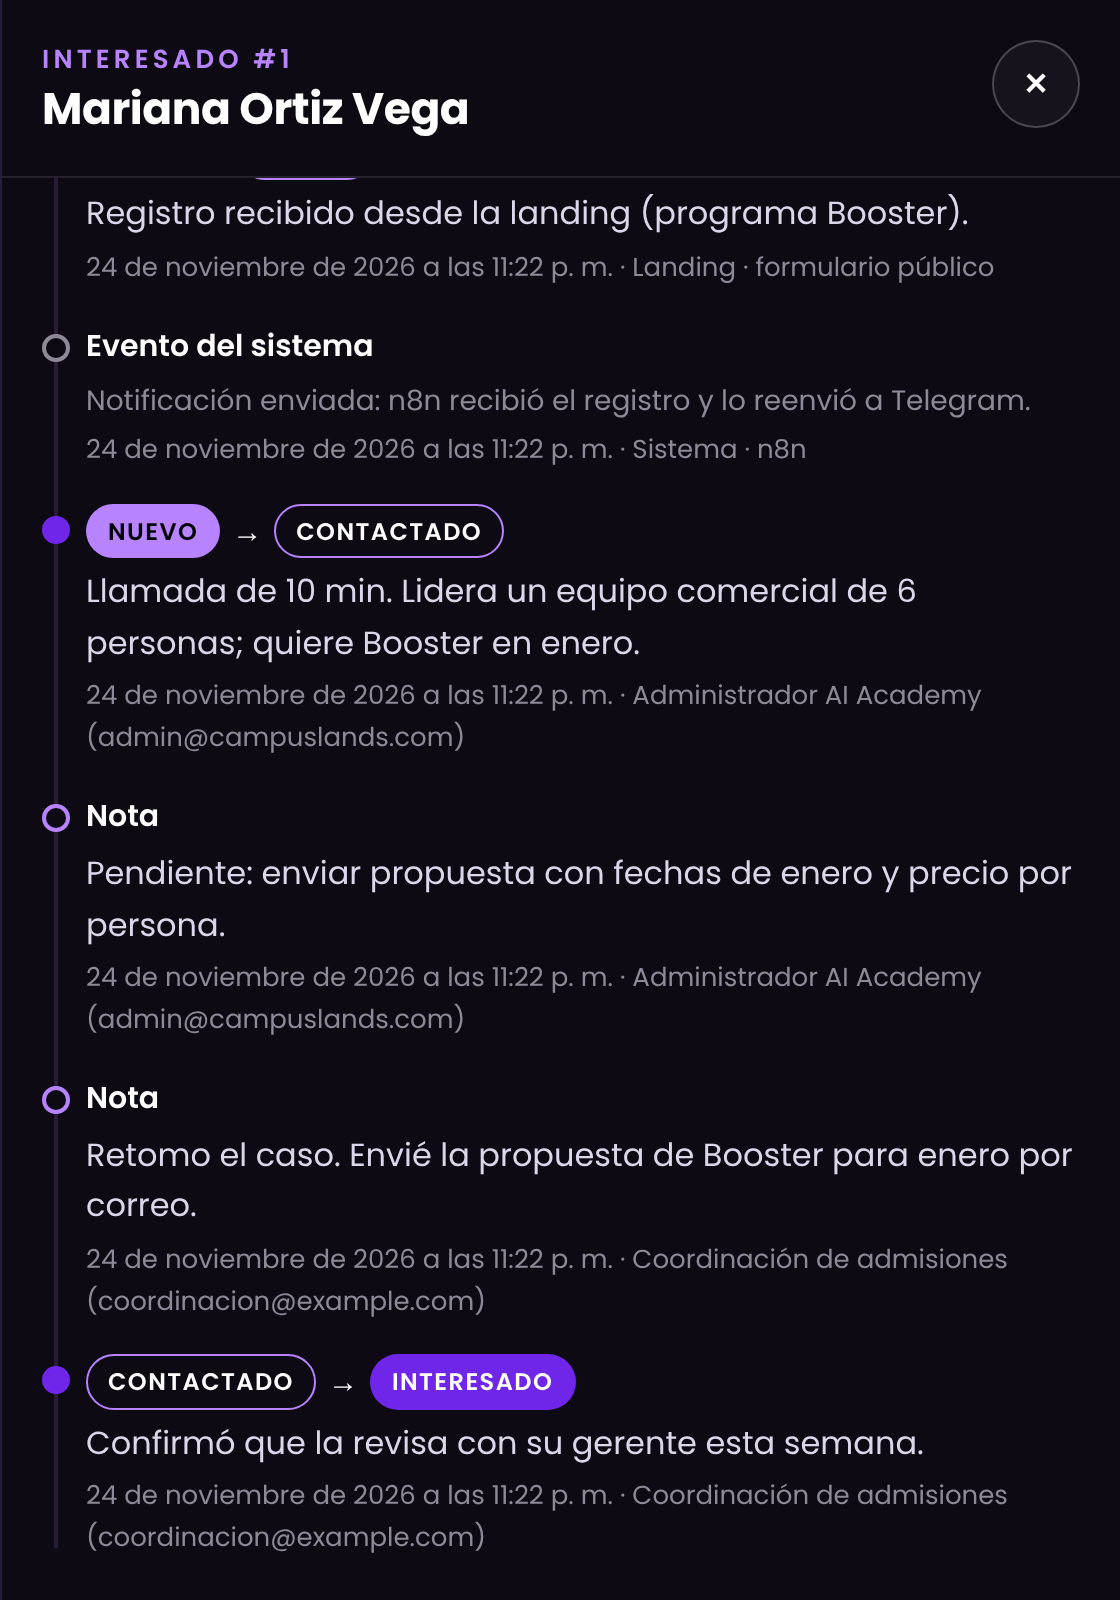 INTERESADO #1
Mariana Ortiz Vega
×
Registro recibido desde la landing (programa Booster).
24 de noviembre de 2026 a las 11:22 p. m. · Landing · formulario público
Evento del sistema
Notificación enviada: n8n recibió el registro y lo reenvió a Telegram.
24 de noviembre de 2026 a las 11:22 p. m. · Sistema · n8n
NUEVO → CONTACTADO
Llamada de 10 min. Lidera un equipo comercial de 6
personas; quiere Booster en enero.
24 de noviembre de 2026 a las 11:22 p. m. · Administrador AI Academy
(admin@campuslands.com)
Nota
Pendiente: enviar propuesta con fechas de enero y precio por
persona.
24 de noviembre de 2026 a las 11:22 p. m. · Administrador AI Academy
(admin@campuslands.com)
Nota
Retomo el caso. Envié la propuesta de Booster para enero por
correo.
24 de noviembre de 2026 a las 11:22 p. m. · Coordinación de admisiones
(coordinacion@example.com)
CONTACTADO → INTERESADO
Confirmó que la revisa con su gerente esta semana.
24 de noviembre de 2026 a las 11:22 p. m. · Coordinación de admisiones
(coordinacion@example.com)